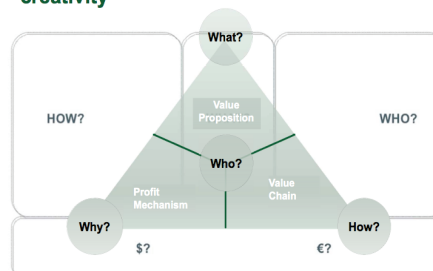 creativity
What?
HOW?
WHO?
Value
Proposition
Who?
Profit
Mechanism
Value
Chain
Why?
How?
$?
€?